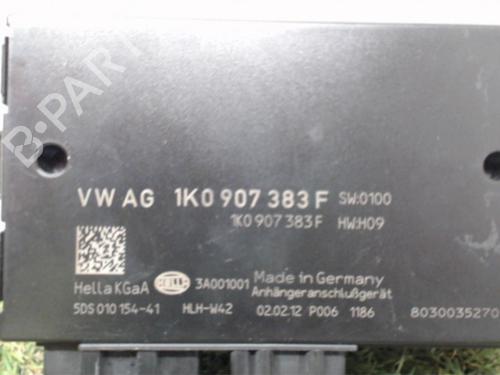 B-PARTS
VW AG 1K0 907 383 F SW:0100
1K0 907 383 F HW:H09
Hella KGaA HELLA 3A001001 Made in Germany
Anhängeranschlußgerät
5DS 010 154-41 HLH-W42 02.02.12 P006 1186 8030035270